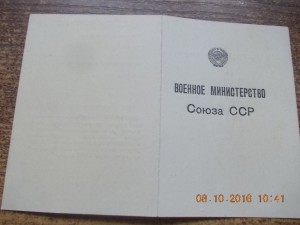 ВОЕННОЕ МИНИСТЕРСТВО
Союза ССР
08.10.2016 10:41